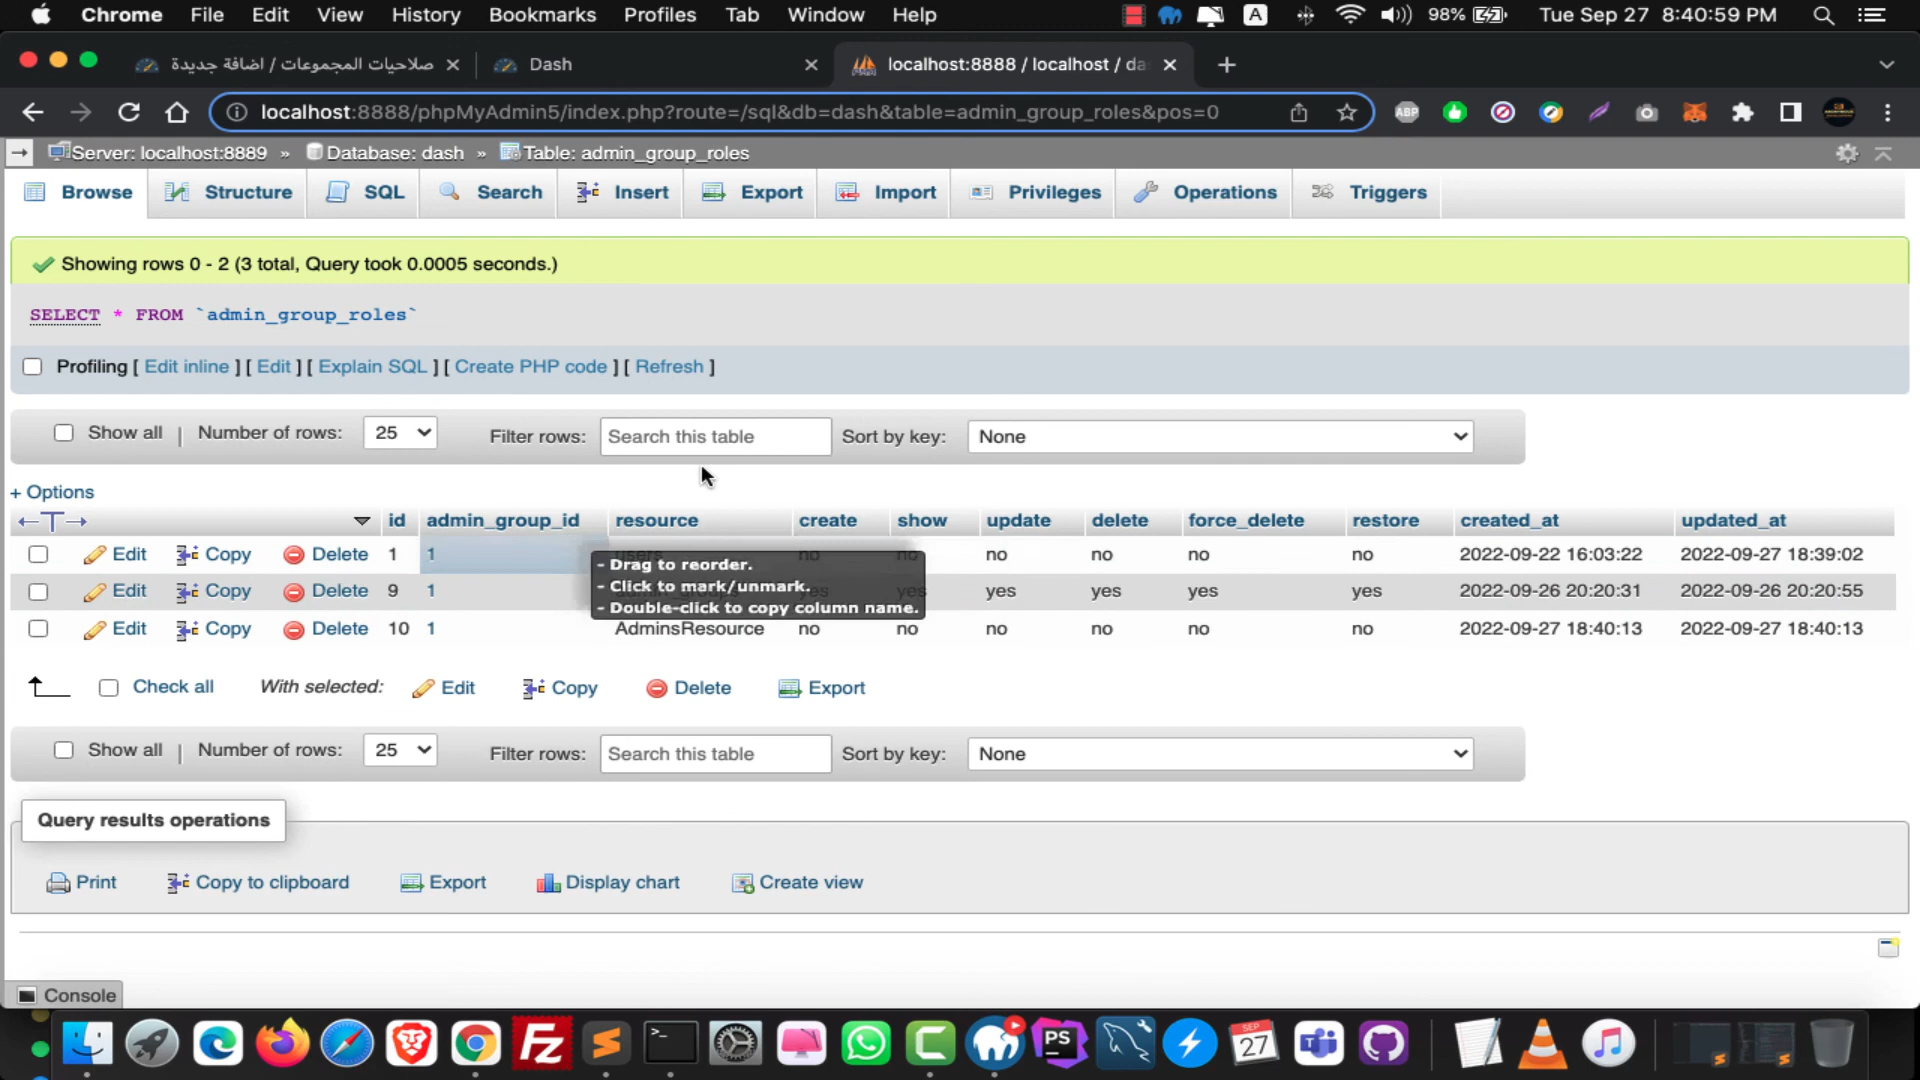 Chrome File Edit View History Bookmarks Profiles Tab Window Help A 98% Tue Sep 27 8:40:59 PM
صلاحيات المجموعات / اضافة جديدة Dash localhost:8888 / localhost / da
localhost:8888/phpMyAdmin5/index.php?route=/sql&db=dash&table=admin_group_roles&pos=0 ABP
Server: localhost:8889 » Database: dash » Table: admin_group_roles
Browse Structure SQL Search Insert Export Import Privileges Operations Triggers
Showing rows 0 - 2 (3 total, Query took 0.0005 seconds.)
SELECT * FROM `admin_group_roles`
Profiling [ Edit inline ] [ Edit ] [ Explain SQL ] [ Create PHP code ] [ Refresh ]
Show all | Number of rows: 25 Filter rows: Search this table Sort by key: None
+ Options
←T→ id admin_group_id resource create show update delete force_delete restore created_at updated_at
Edit Copy Delete 1 1 users no no no no no no 2022-09-22 16:03:22 2022-09-27 18:39:02
- Drag to reorder.
- Click to mark/unmark.
- Double-click to copy column name.
Edit Copy Delete 9 1 yes yes yes yes yes 2022-09-26 20:20:31 2022-09-26 20:20:55
Edit Copy Delete 10 1 AdminsResource no no no no no no 2022-09-27 18:40:13 2022-09-27 18:40:13
Check all With selected: Edit Copy Delete Export
Show all | Number of rows: 25 Filter rows: Search this table Sort by key: None
Query results operations
Print Copy to clipboard Export Display chart Create view
Console
Fz PS SEP 27